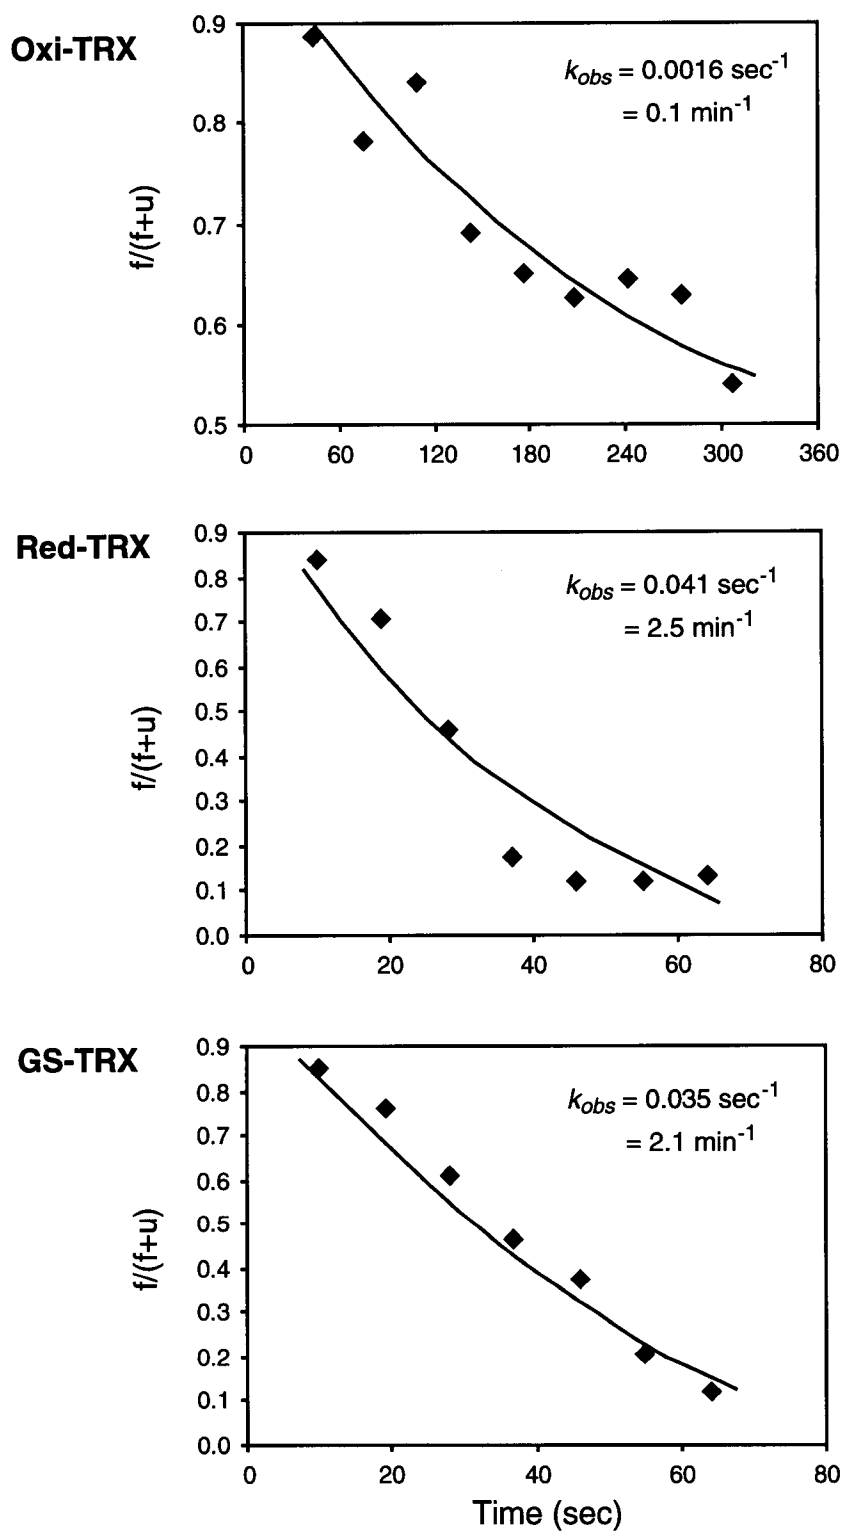 Oxi-TRX
k_obs = 0.0016 sec⁻¹
= 0.1 min⁻¹
f/(f+u)
0.9
0.8
0.7
0.6
0.5
0 60 120 180 240 300 360
Red-TRX
k_obs = 0.041 sec⁻¹
= 2.5 min⁻¹
f/(f+u)
0.9
0.8
0.7
0.6
0.5
0.4
0.3
0.2
0.1
0.0
0 20 40 60 80
GS-TRX
k_obs = 0.035 sec⁻¹
= 2.1 min⁻¹
f/(f+u)
0.9
0.8
0.7
0.6
0.5
0.4
0.3
0.2
0.1
0.0
0 20 40 60 80
Time (sec)